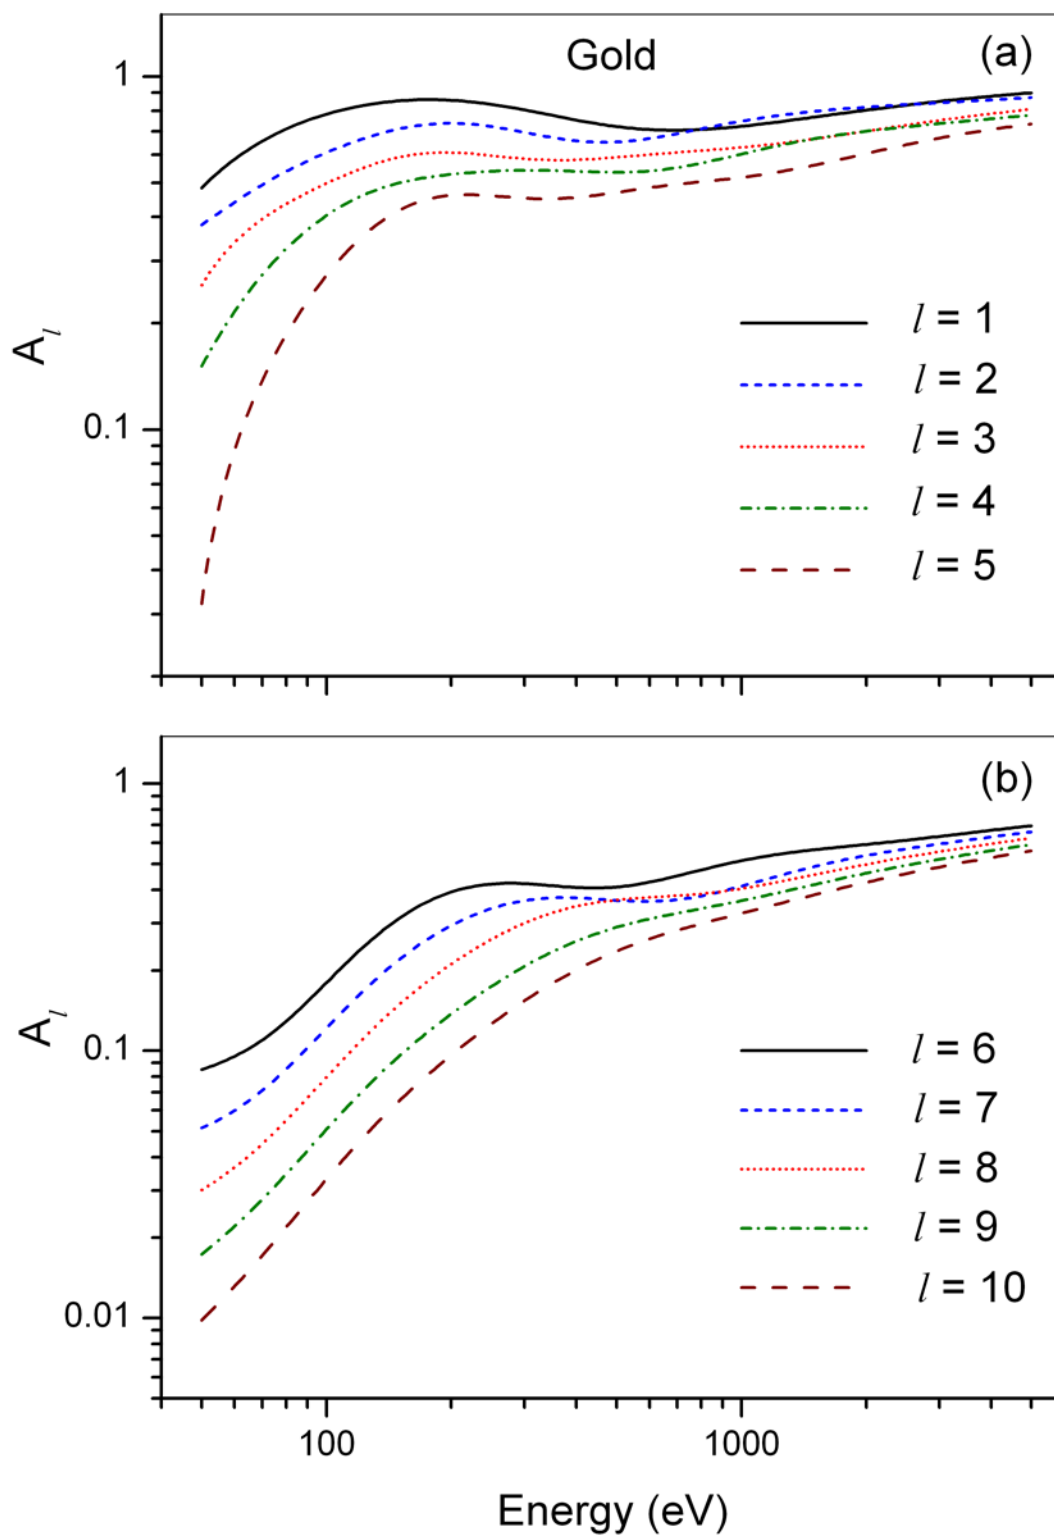 Gold
(a)
1
0.1
A_l
l = 1
l = 2
l = 3
l = 4
l = 5
(b)
1
0.1
0.01
A_l
l = 6
l = 7
l = 8
l = 9
l = 10
100
1000
Energy (eV)